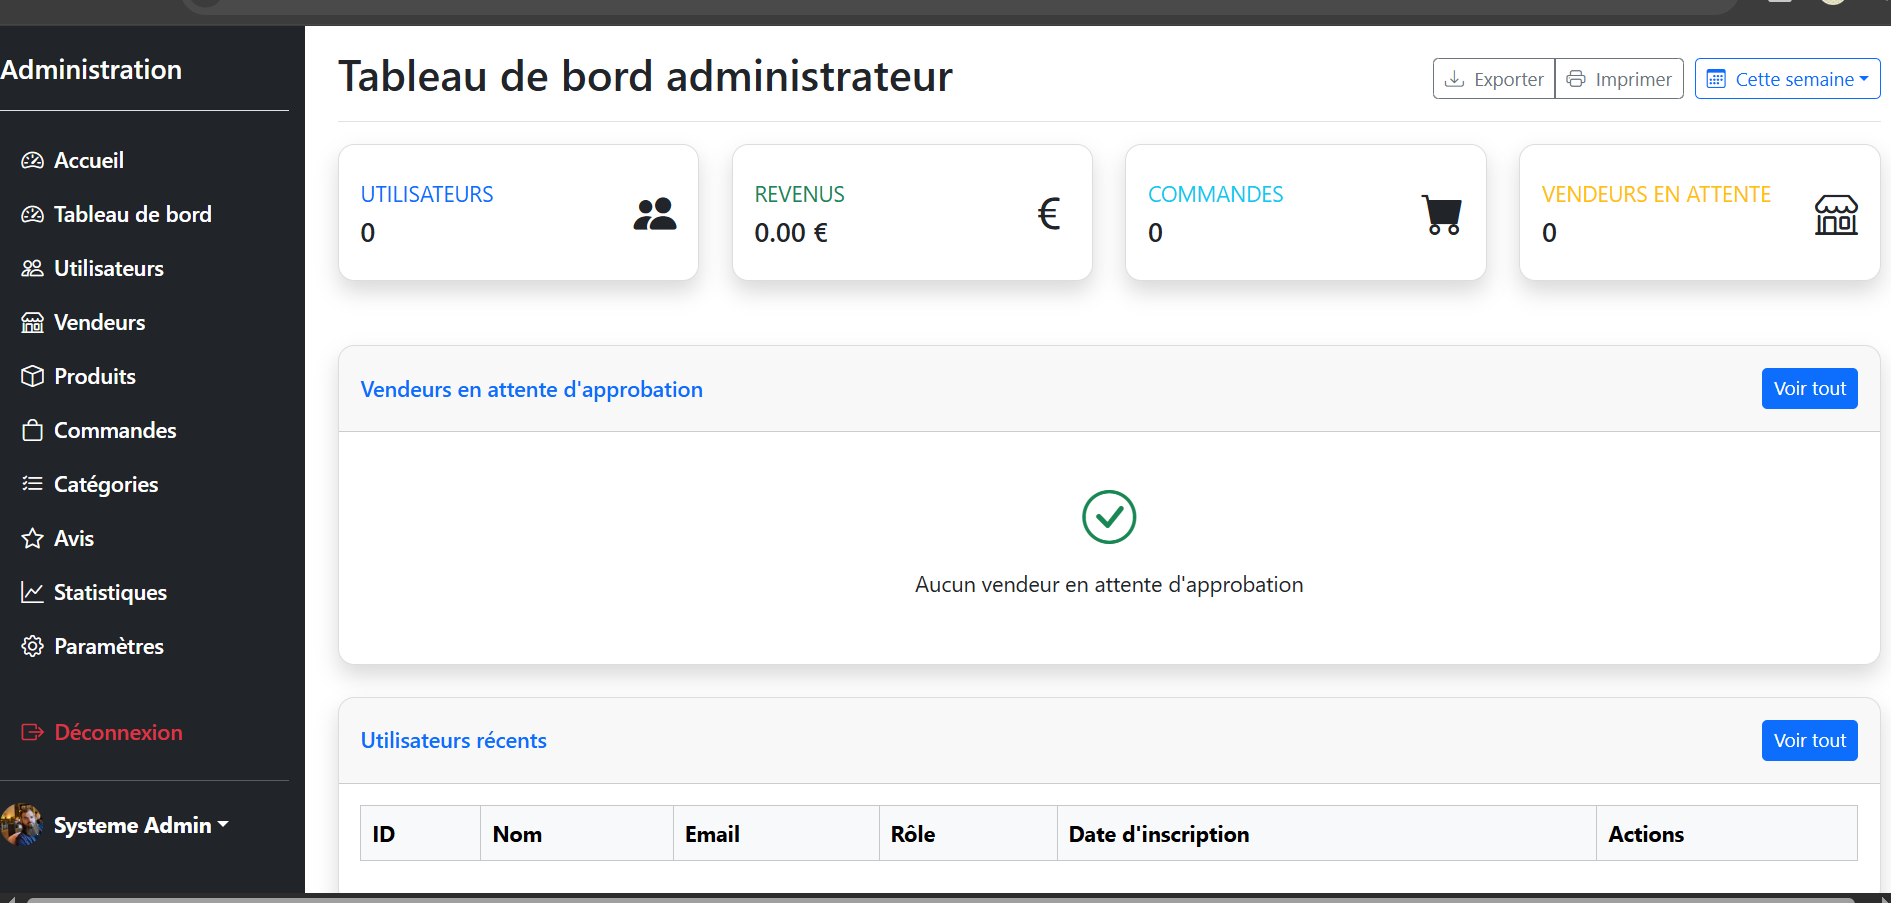 Administration
Accueil
Tableau de bord
Utilisateurs
Vendeurs
Produits
Commandes
Catégories
Avis
Statistiques
Paramètres
Déconnexion
Systeme Admin
Tableau de bord administrateur
Exporter
Imprimer
Cette semaine
UTILISATEURS
0
REVENUS
0.00 €
€
COMMANDES
0
VENDEURS EN ATTENTE
0
Vendeurs en attente d'approbation
Voir tout
Aucun vendeur en attente d'approbation
Utilisateurs récents
Voir tout
ID Nom Email Rôle Date d'inscription Actions